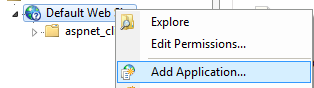 Default Web
aspnet_cl
Explore
Edit Permissions...
Add Application...